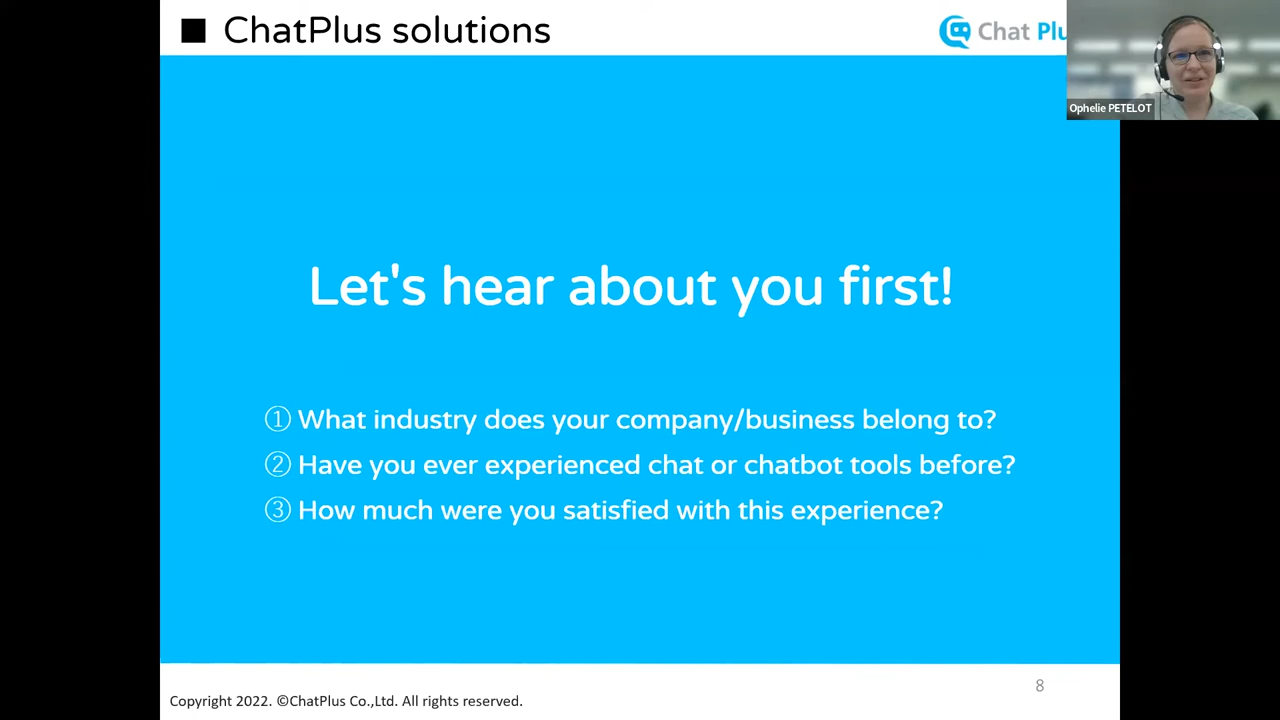 ■ ChatPlus solutions
Chat Plu
Ophelie PETELOT
Let's hear about you first!
① What industry does your company/business belong to?
② Have you ever experienced chat or chatbot tools before?
③ How much were you satisfied with this experience?
8
Copyright 2022. ©ChatPlus Co.,Ltd. All rights reserved.